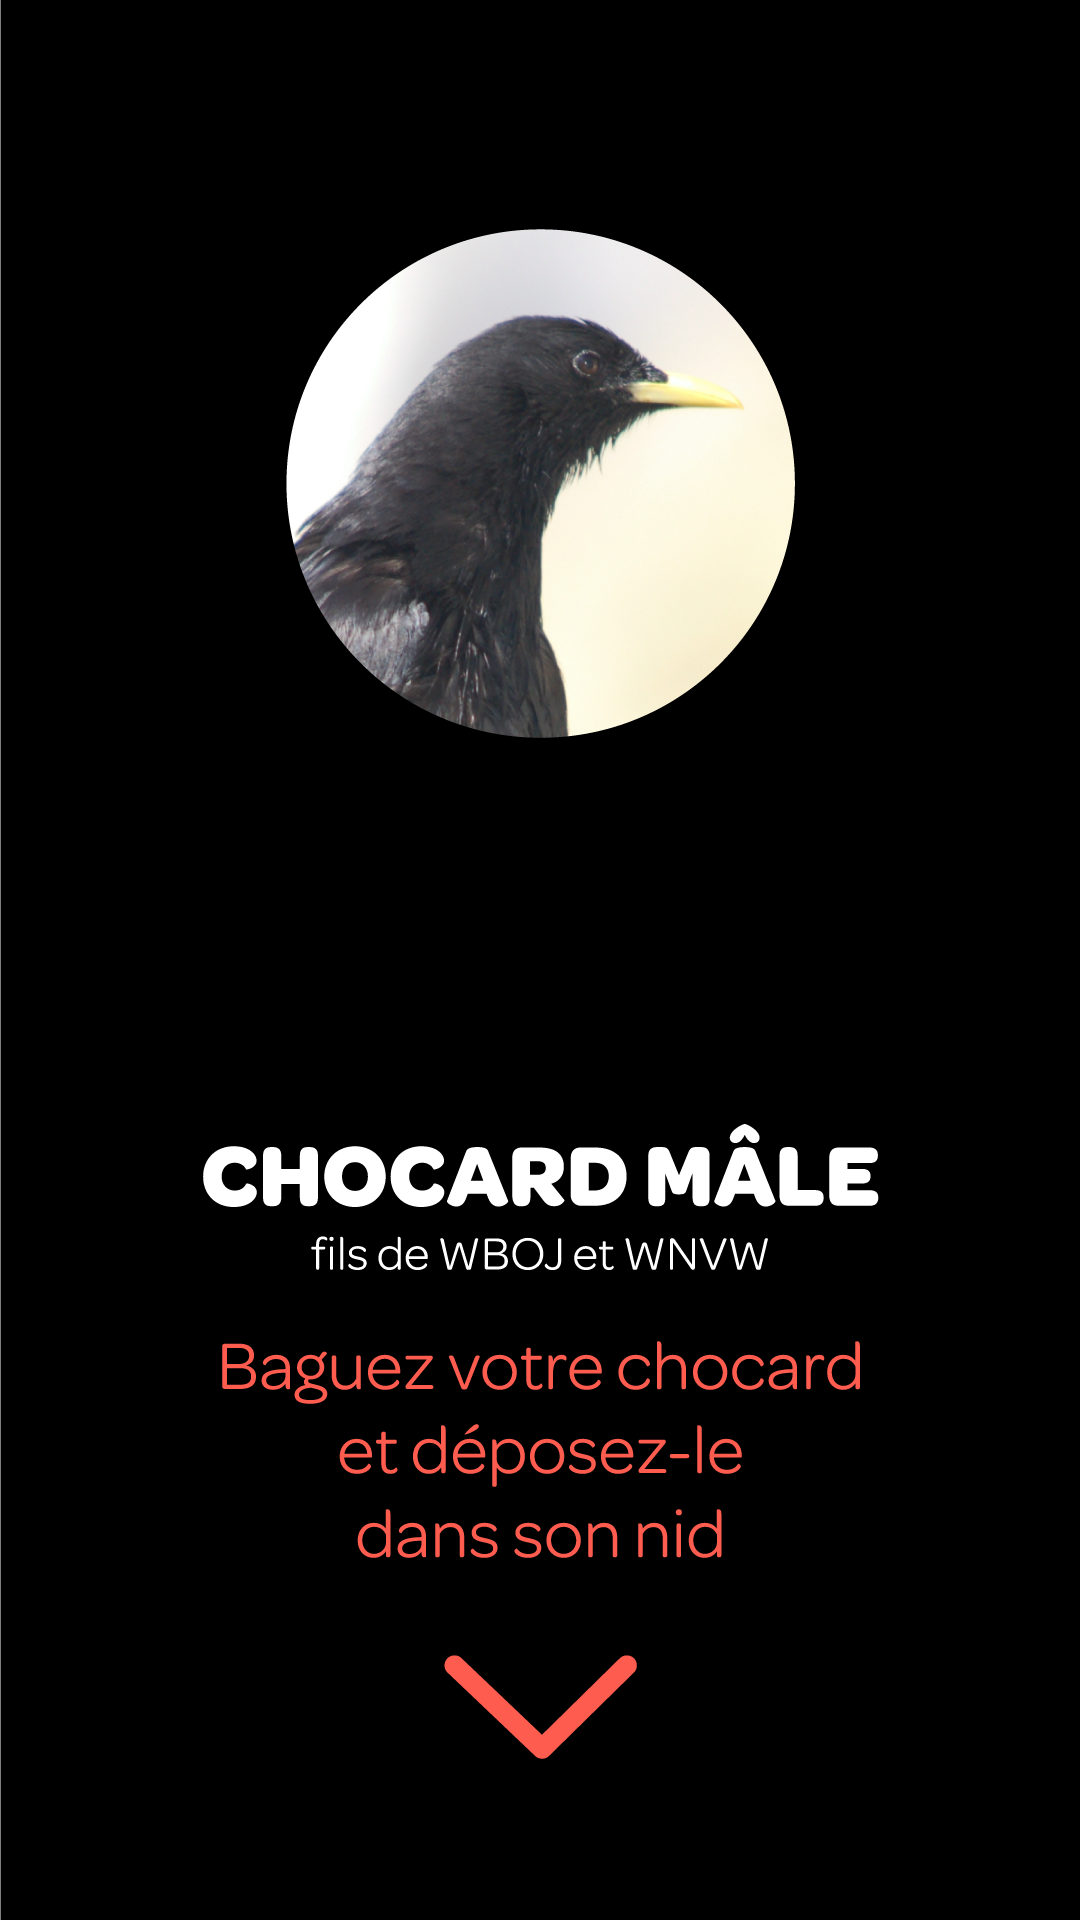 CHOCARD MÂLE
fils de WBOJ et WNVW
Baguez votre chocard
et déposez-le
dans son nid